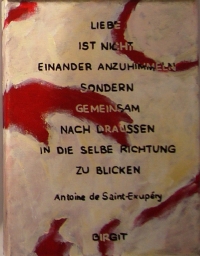 LIEBE
IST NICHT
EINANDER ANZUHIMMELN
SONDERN
GEMEINSAM
NACH DRAUSSEN
IN DIE SELBE RICHTUNG
ZU BLICKEN
Antoine de Saint-Exupéry
BIRGIT